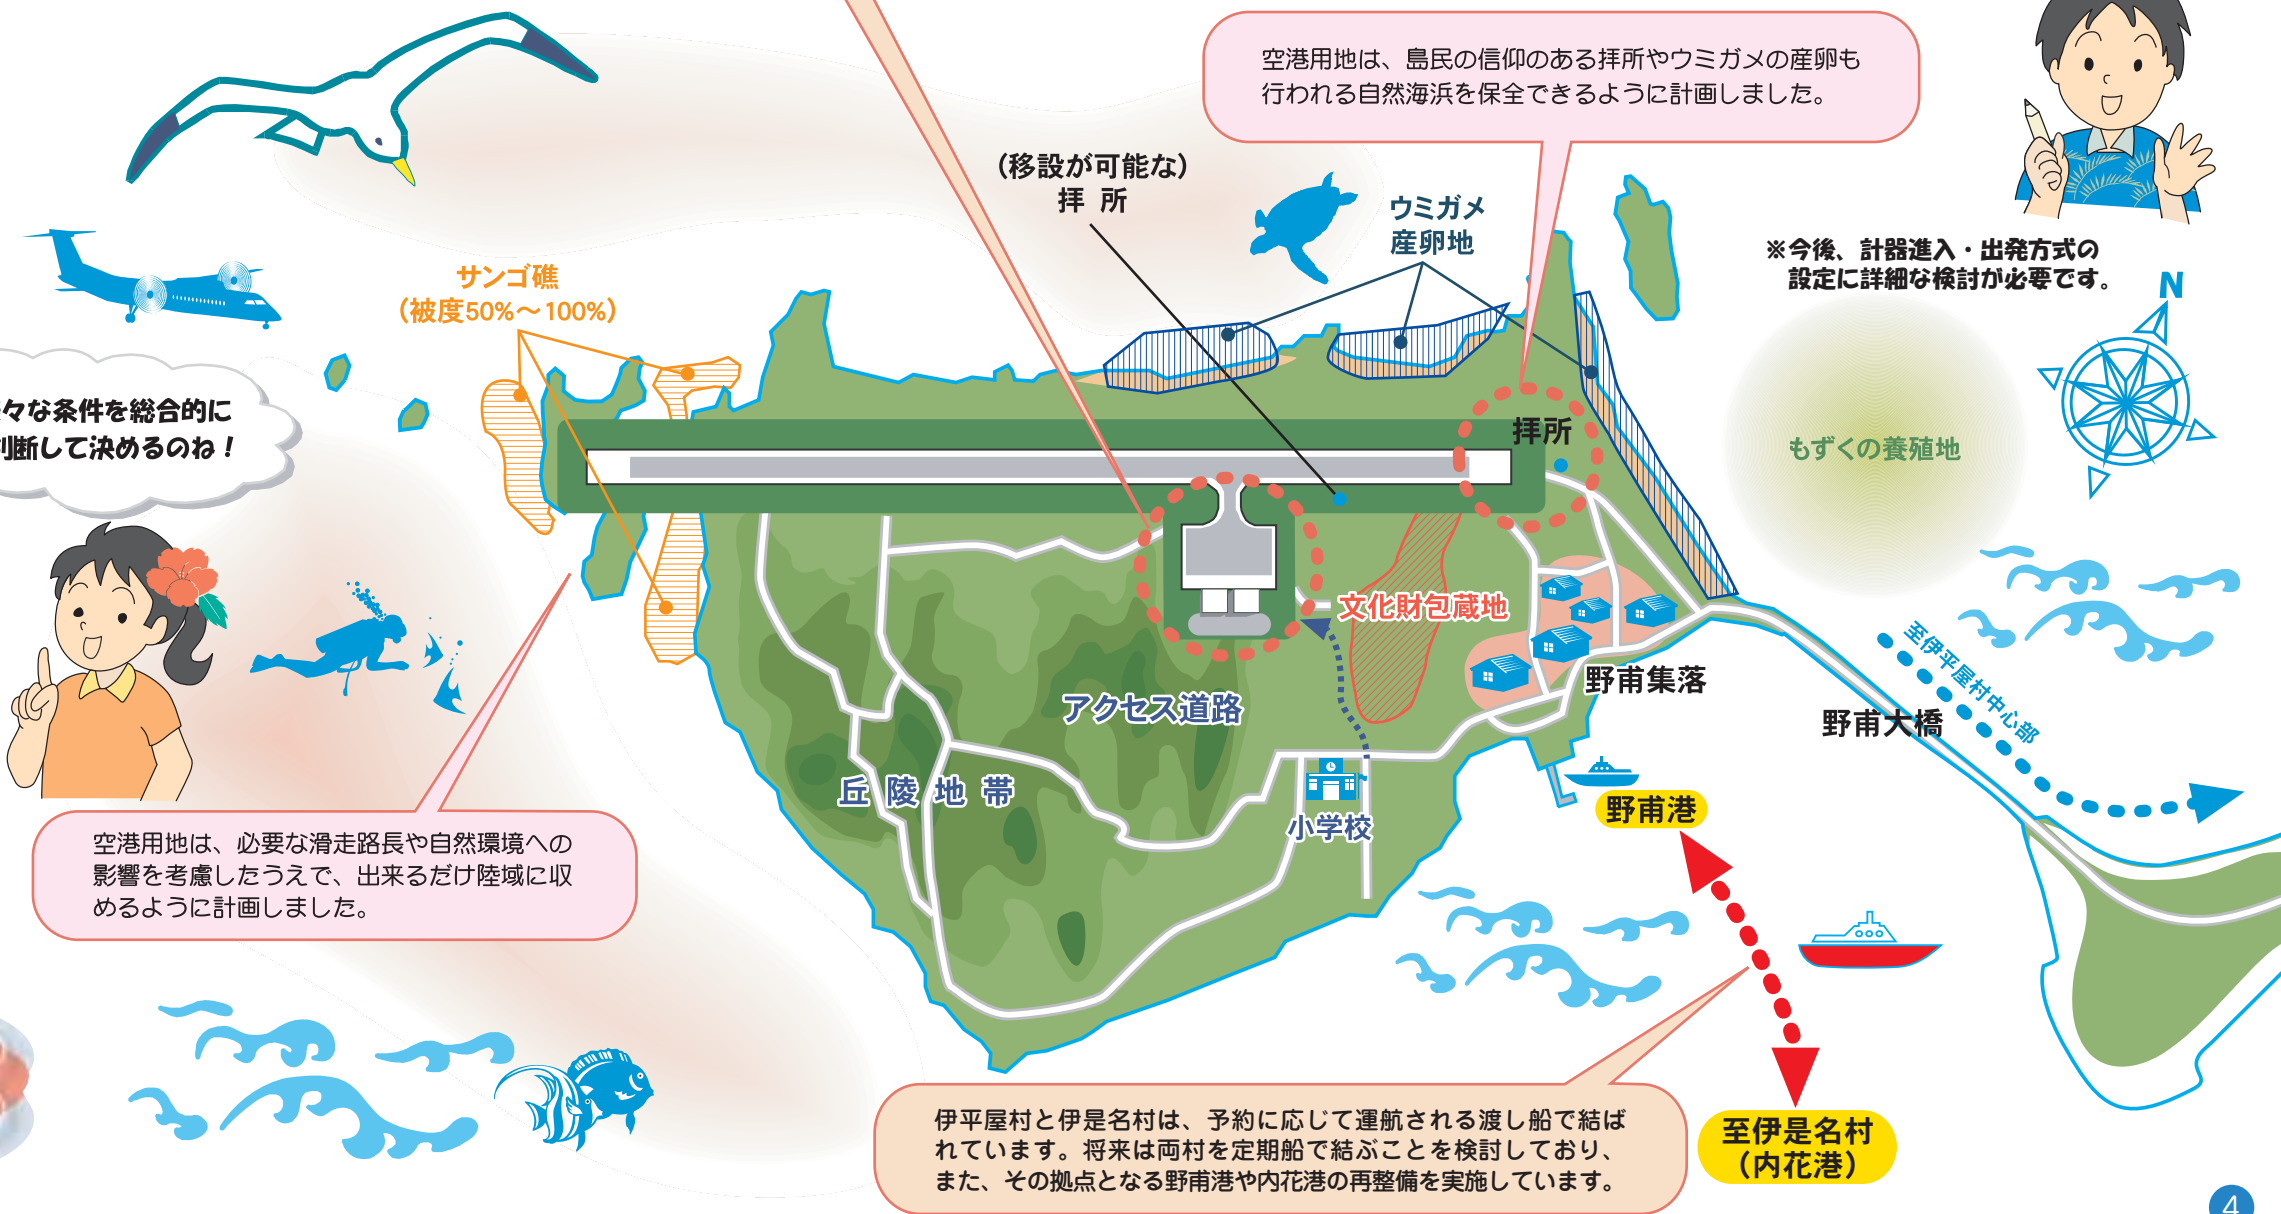 空港用地は、島民の信仰のある拝所やウミガメの産卵も
行われる自然海浜を保全できるように計画しました。
(移設が可能な)
拝 所
ウミガメ
産卵地
※今後、計器進入・出発方式の
設定に詳細な検討が必要です。
N
サンゴ礁
(被度50%~100%)
々な条件を総合的に
判断して決めるのね!
拝所
もずくの養殖地
文化財包蔵地
野甫集落
至伊平屋村中心部
野甫大橋
アクセス道路
丘陵地帯
小学校
野甫港
空港用地は、必要な滑走路長や自然環境への
影響を考慮したうえで、出来るだけ陸域に収
めるように計画しました。
伊平屋村と伊是名村は、予約に応じて運航される渡し船で結ば
れています。将来は両村を定期船で結ぶことを検討しており、
また、その拠点となる野甫港や内花港の再整備を実施しています。
至伊是名村
(内花港)
4